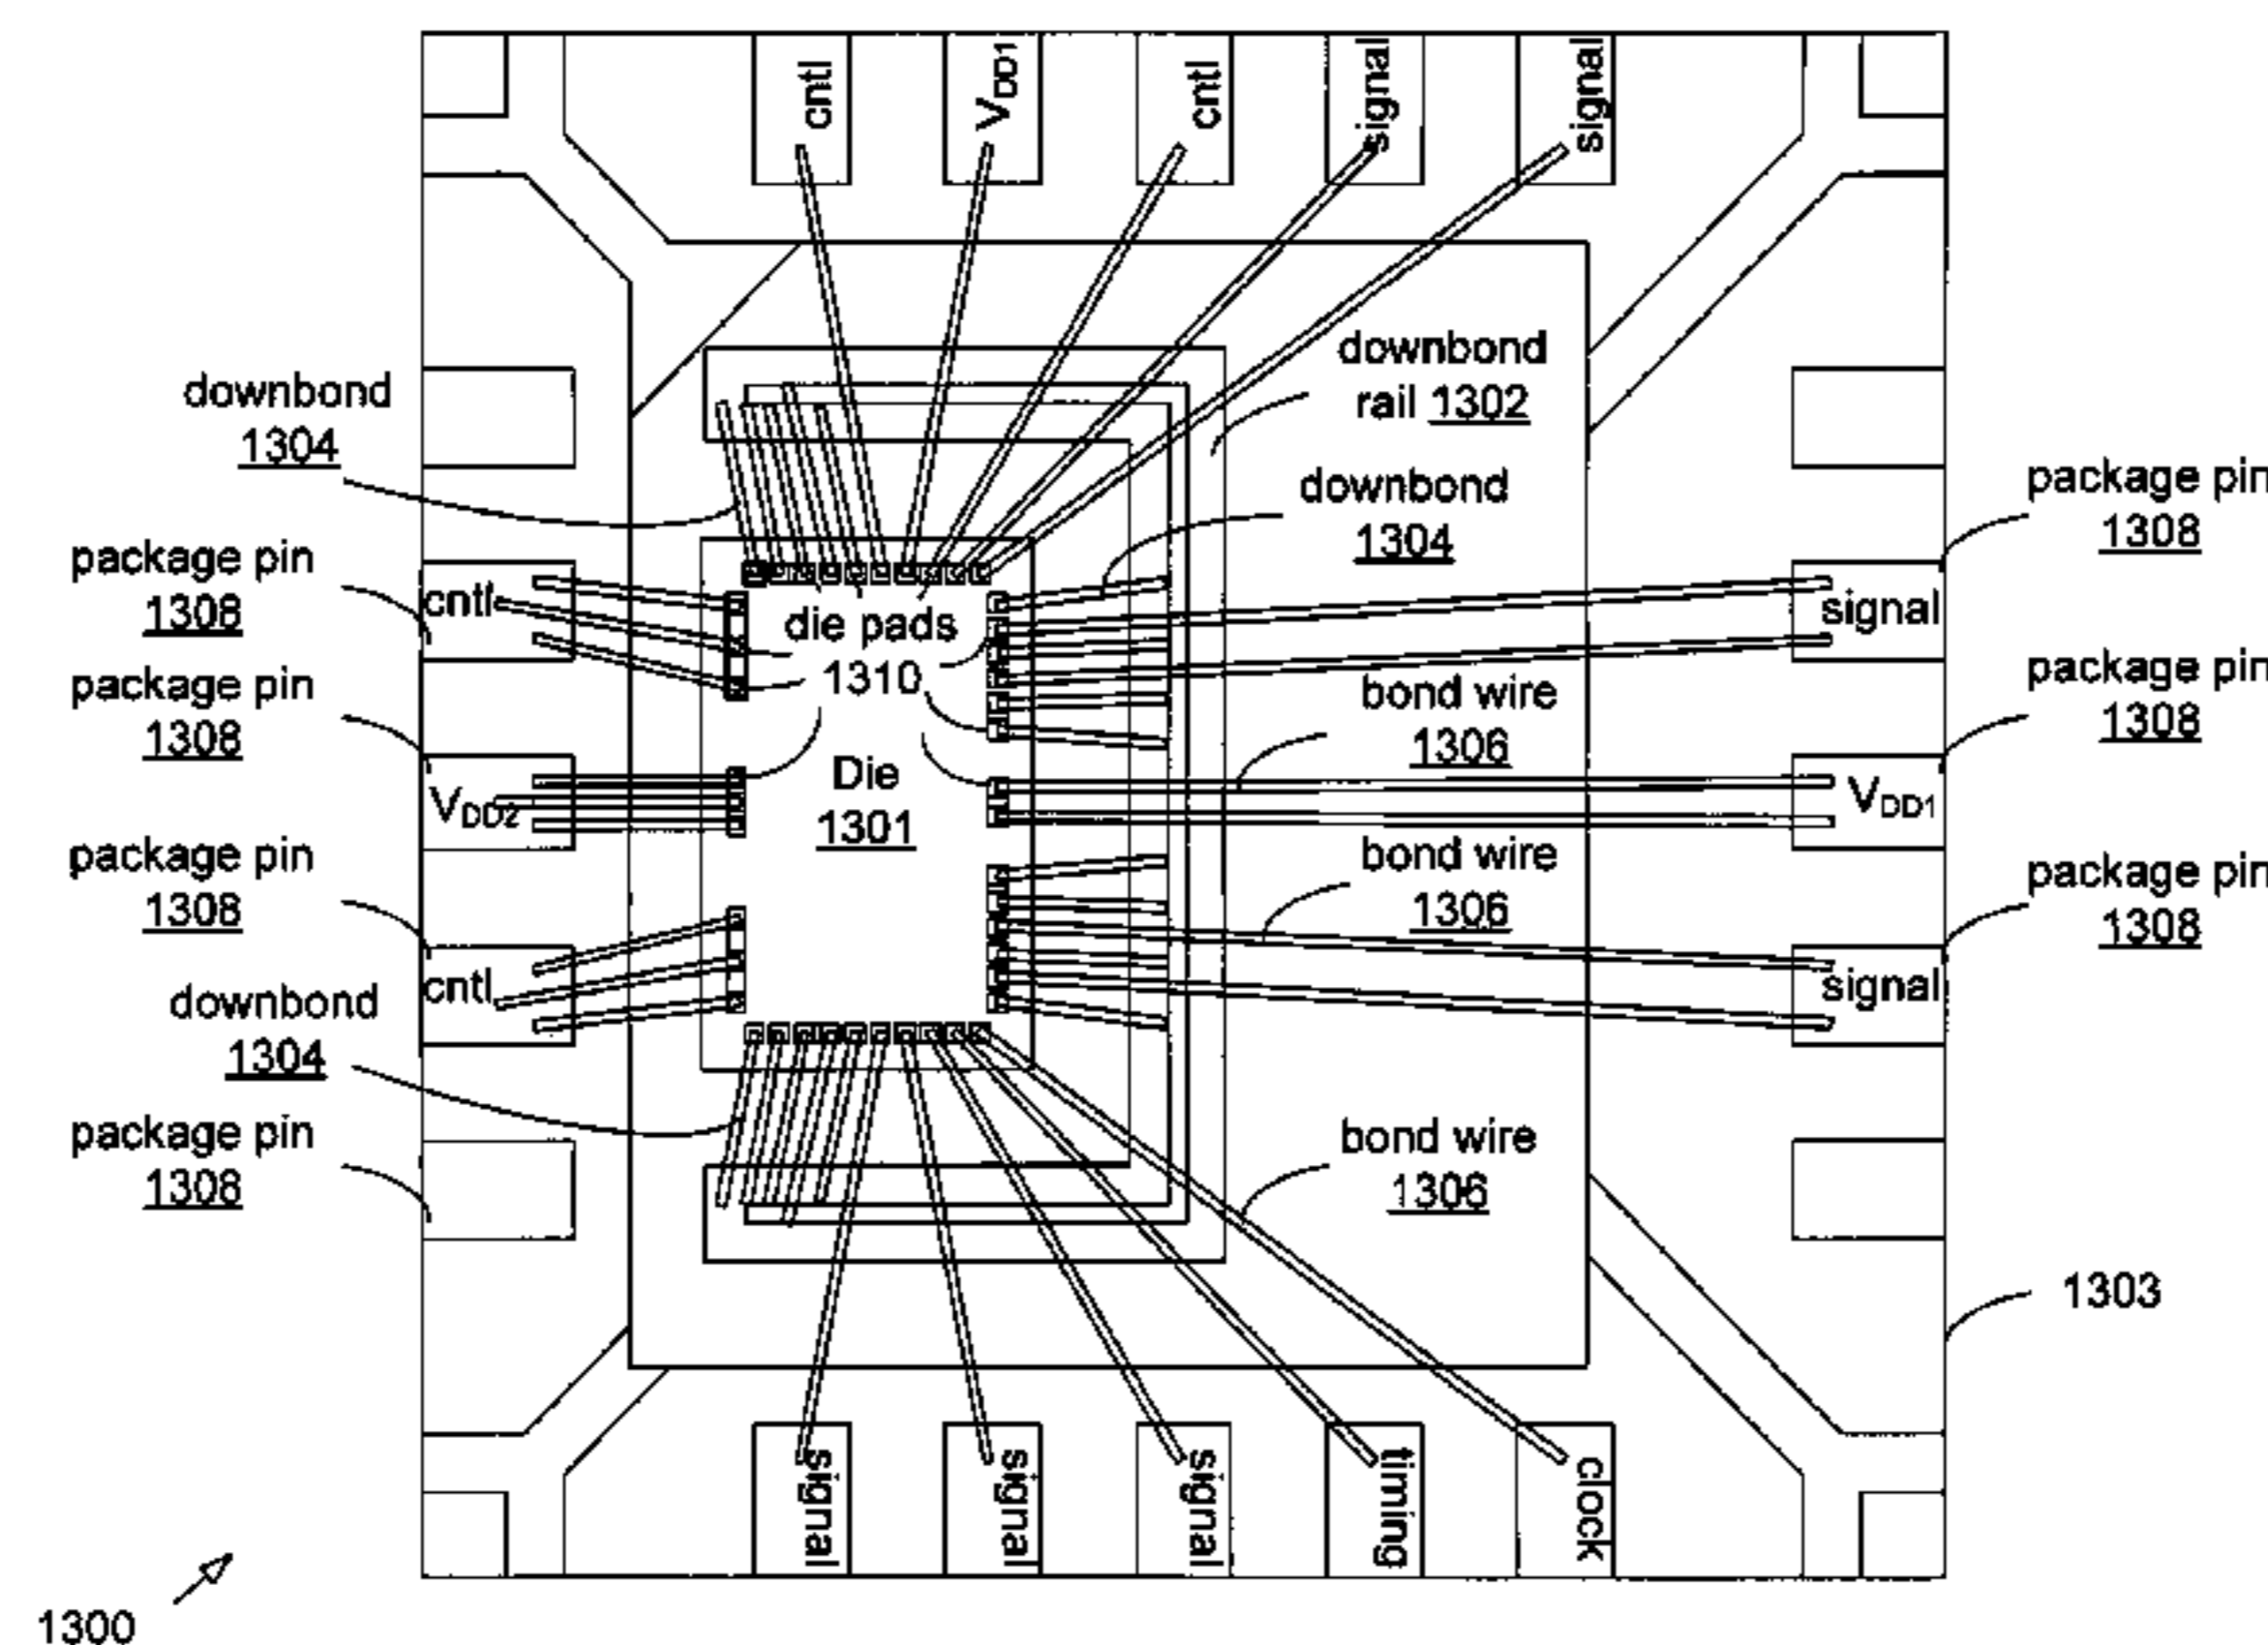 cntl
VDD1
cntl
signal
signal
downbond
rail 1302
downbond
1304
downbond
1304
package pin
1308
package pin
1308
cntl
die pads
1310
signal
package pin
1308
package pin
1308
bond wire
1306
Die
1301
VDD2
VDD1
package pin
1308
bond wire
1306
package pin
1308
cntl
signal
downbond
1304
package pin
1308
bond wire
1306
1303
signal
signal
signal
timing
clock
1300